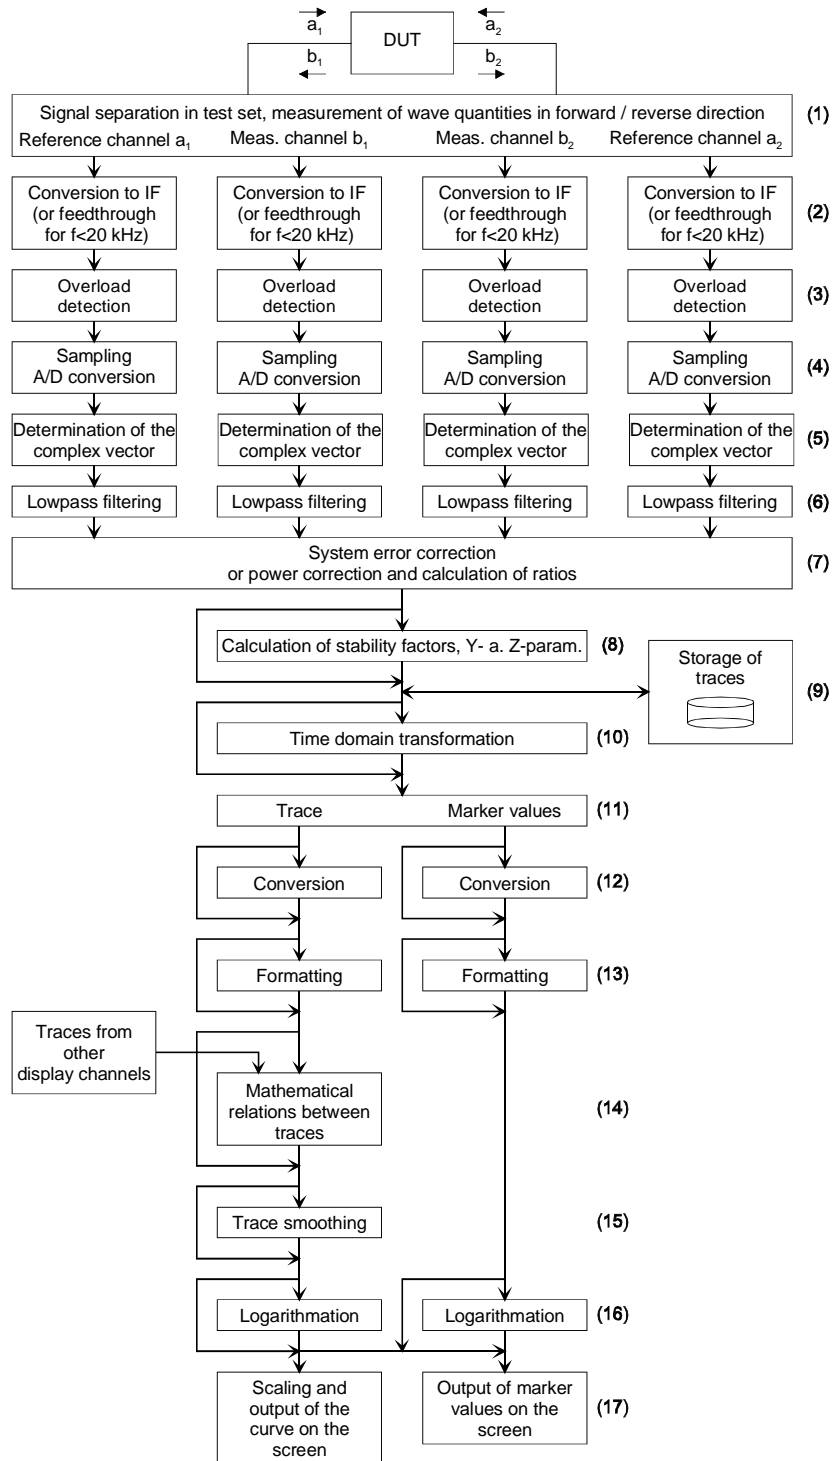 a1
a2
DUT
b1
b2
Signal separation in test set, measurement of wave quantities in forward / reverse direction
(1)
Reference channel a1
Meas. channel b1
Meas. channel b2
Reference channel a2
Conversion to IF
(or feedthrough
for f<20 kHz)
Conversion to IF
(or feedthrough
for f<20 kHz)
Conversion to IF
(or feedthrough
for f<20 kHz)
Conversion to IF
(or feedthrough
for f<20 kHz)
(2)
Overload
detection
Overload
detection
Overload
detection
Overload
detection
(3)
Sampling
A/D conversion
Sampling
A/D conversion
Sampling
A/D conversion
Sampling
A/D conversion
(4)
Determination of the
complex vector
Determination of the
complex vector
Determination of the
complex vector
Determination of the
complex vector
(5)
Lowpass filtering
Lowpass filtering
Lowpass filtering
Lowpass filtering
(6)
System error correction
or power correction and calculation of ratios
(7)
Calculation of stability factors, Y- a. Z-param.
(8)
Storage of
traces
(9)
Time domain transformation
(10)
Trace
Marker values
(11)
Conversion
Conversion
(12)
Formatting
Formatting
(13)
Traces from
other
display channels
Mathematical
relations between
traces
(14)
Trace smoothing
(15)
Logarithmation
Logarithmation
(16)
Scaling and
output of the
curve on the
screen
Output of marker
values on the
screen
(17)